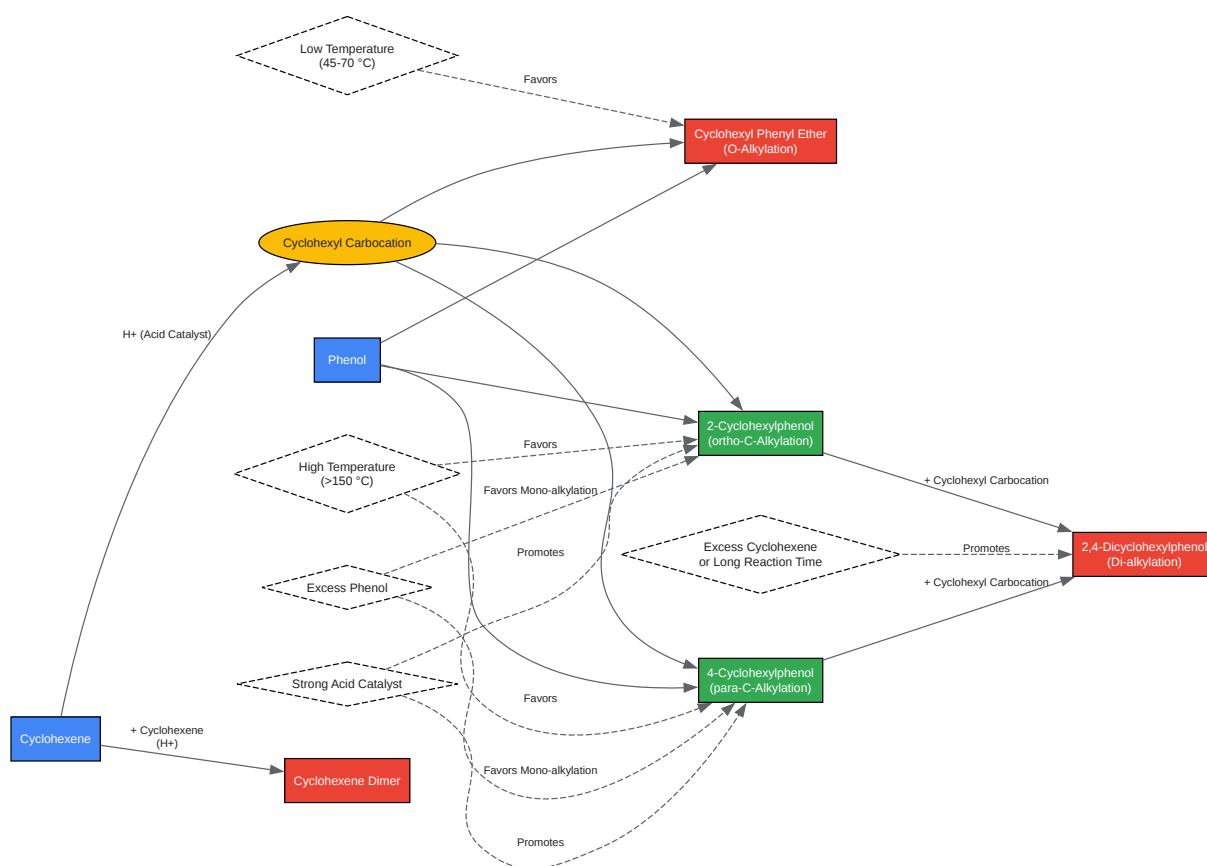 Low Temperature
(45-70 °C)
Favors
Cyclohexyl Phenyl Ether
(O-Alkylation)
Cyclohexyl Carbocation
H+ (Acid Catalyst)
Phenol
2-Cyclohexylphenol
(ortho-C-Alkylation)
Favors
High Temperature
(>150 °C)
+ Cyclohexyl Carbocation
Favors Mono-alkylation
Excess Cyclohexene
or Long Reaction Time
Promotes
Promotes
2,4-Dicyclohexylphenol
(Di-alkylation)
Excess Phenol
+ Cyclohexyl Carbocation
Strong Acid Catalyst
4-Cyclohexylphenol
(para-C-Alkylation)
Favors
Cyclohexene
+ Cyclohexene
(H+)
Cyclohexene Dimer
Favors Mono-alkylation
Promotes